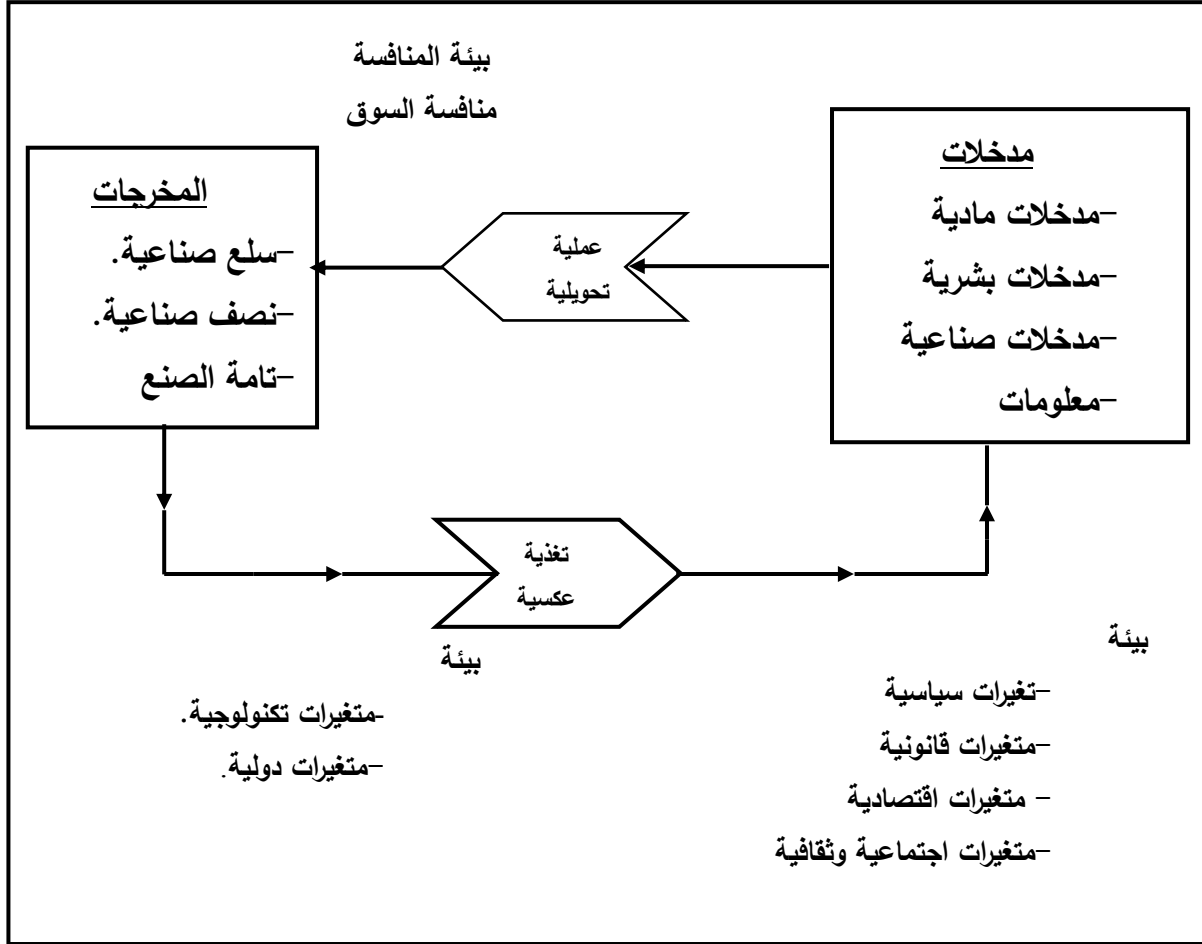 بيئة المنافسة
منافسة السوق
مدخلات
-مدخلات مادية
-مدخلات بشرية
-مدخلات صناعية
-معلومات
عملية
تحويلية
المخرجات
-سلع صناعية.
-نصف صناعية.
-تامة الصنع
تغذية
عكسية
بيئة
-تغيرات سياسية
-متغيرات قانونية
- متغيرات اقتصادية
-متغيرات اجتماعية وثقافية
بيئة
-متغيرات تكنولوجية.
-متغيرات دولية.